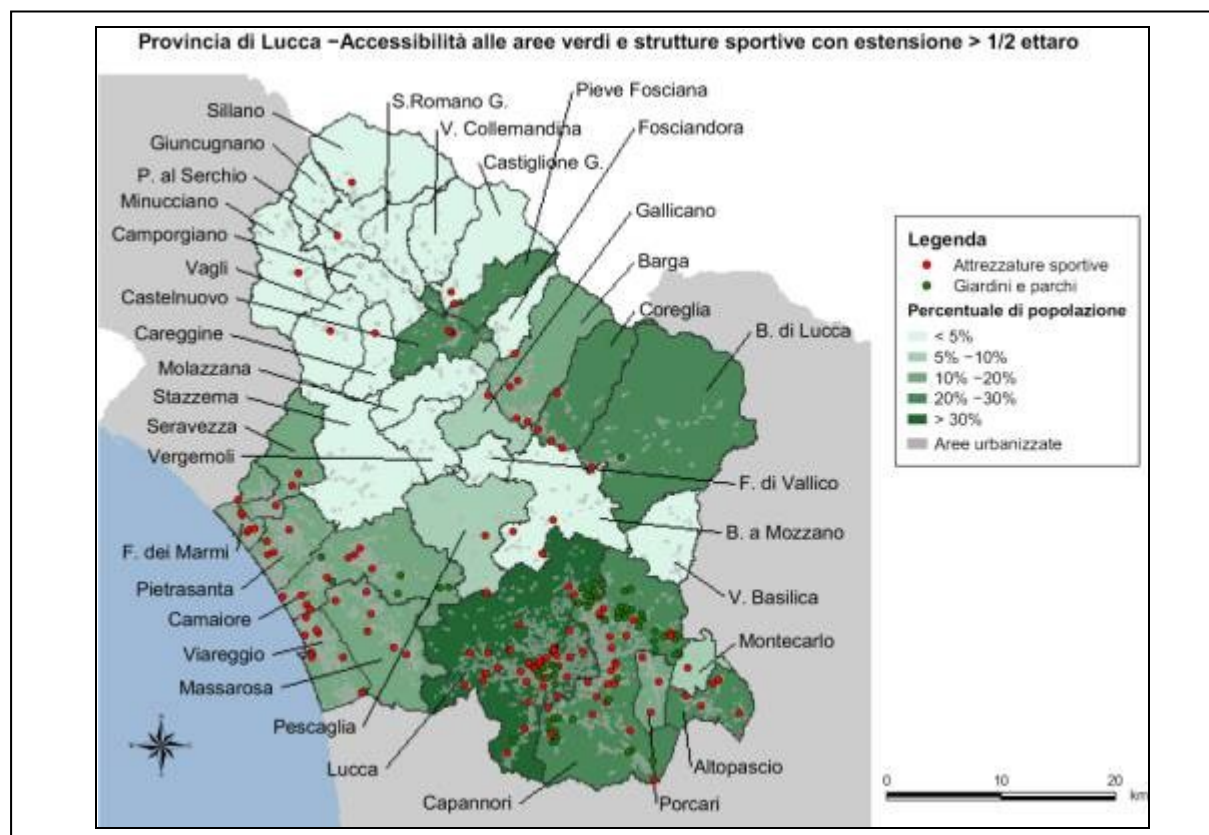 Provincia di Lucca −Accessibilità alle aree verdi e strutture sportive con estensione > 1/2 ettaro
Pieve Fosciana
S.Romano G.
Sillano
V. Collemandina
Fosciandora
Giuncugnano
Castiglione G.
P. al Serchio
Minucciano
Gallicano
Camporgiano
Barga
Vagli
Castelnuovo
Coreglia
Careggine
B. di Lucca
Molazzana
Stazzema
Seravezza
Vergemoli
F. di Vallico
B. a Mozzano
F. dei Marmi
Pietrasanta
V. Basilica
Camaiore
Montecarlo
Viareggio
Massarosa
Pescaglia
Lucca
Altopascio
Capannori
Porcari
Legenda
Attrezzature sportive
Giardini e parchi
Percentuale di popolazione
< 5%
5% −10%
10% −20%
20% −30%
> 30%
Aree urbanizzate
0 10 20
km